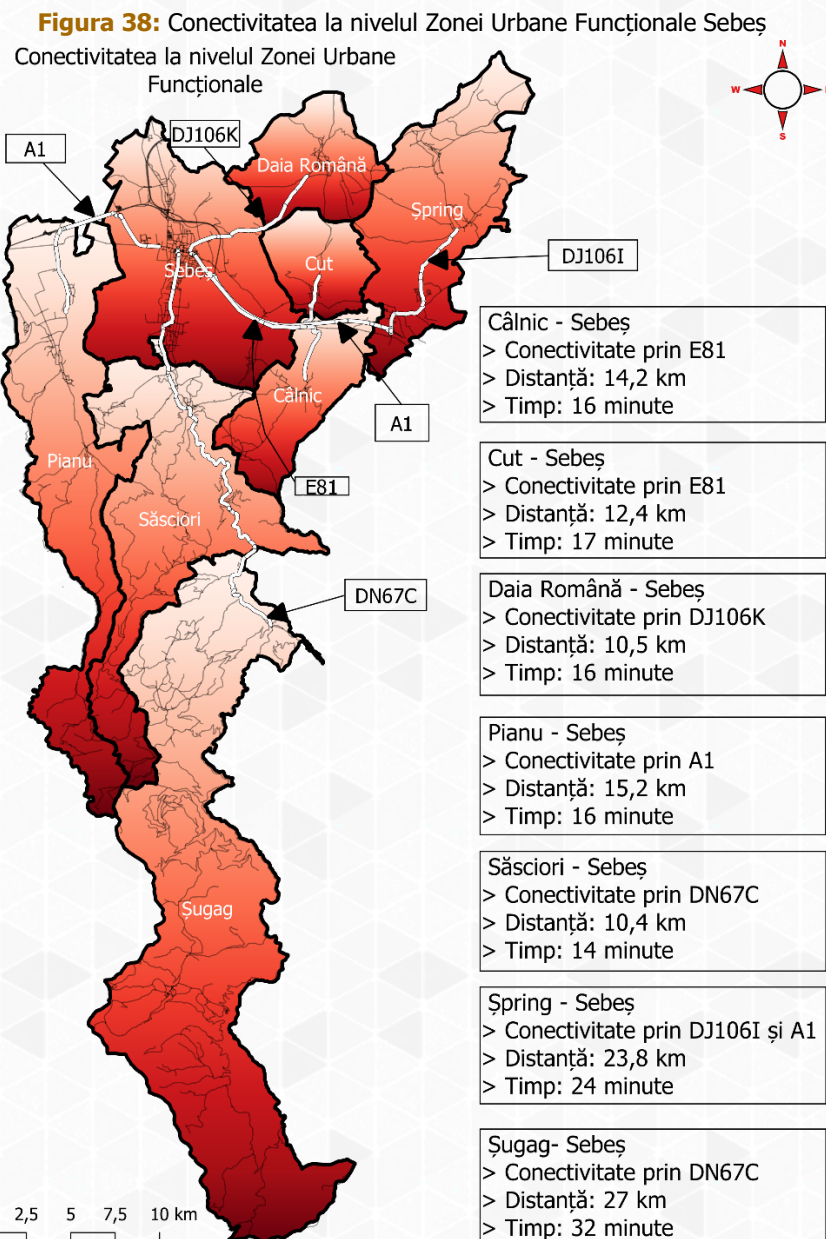 Figura 38: Conectivitatea la nivelul Zonei Urbane Funcționale Sebeș
Conectivitatea la nivelul Zonei Urbane
Funcționale
N
W
S
A1
DJ106K
Daia Română
Șpring
DJ106I
Sebeș
Cut
Câlnic
A1
E81
Pianu
Săsciori
DN67C
Șugag
Câlnic - Sebeș
> Conectivitate prin E81
> Distanță: 14,2 km
> Timp: 16 minute
Cut - Sebeș
> Conectivitate prin E81
> Distanță: 12,4 km
> Timp: 17 minute
Daia Română - Sebeș
> Conectivitate prin DJ106K
> Distanță: 10,5 km
> Timp: 16 minute
Pianu - Sebeș
> Conectivitate prin A1
> Distanță: 15,2 km
> Timp: 16 minute
Săsciori - Sebeș
> Conectivitate prin DN67C
> Distanță: 10,4 km
> Timp: 14 minute
Șpring - Sebeș
> Conectivitate prin DJ106I și A1
> Distanță: 23,8 km
> Timp: 24 minute
Șugag- Sebeș
> Conectivitate prin DN67C
> Distanță: 27 km
> Timp: 32 minute
2,5 5 7,5 10 km